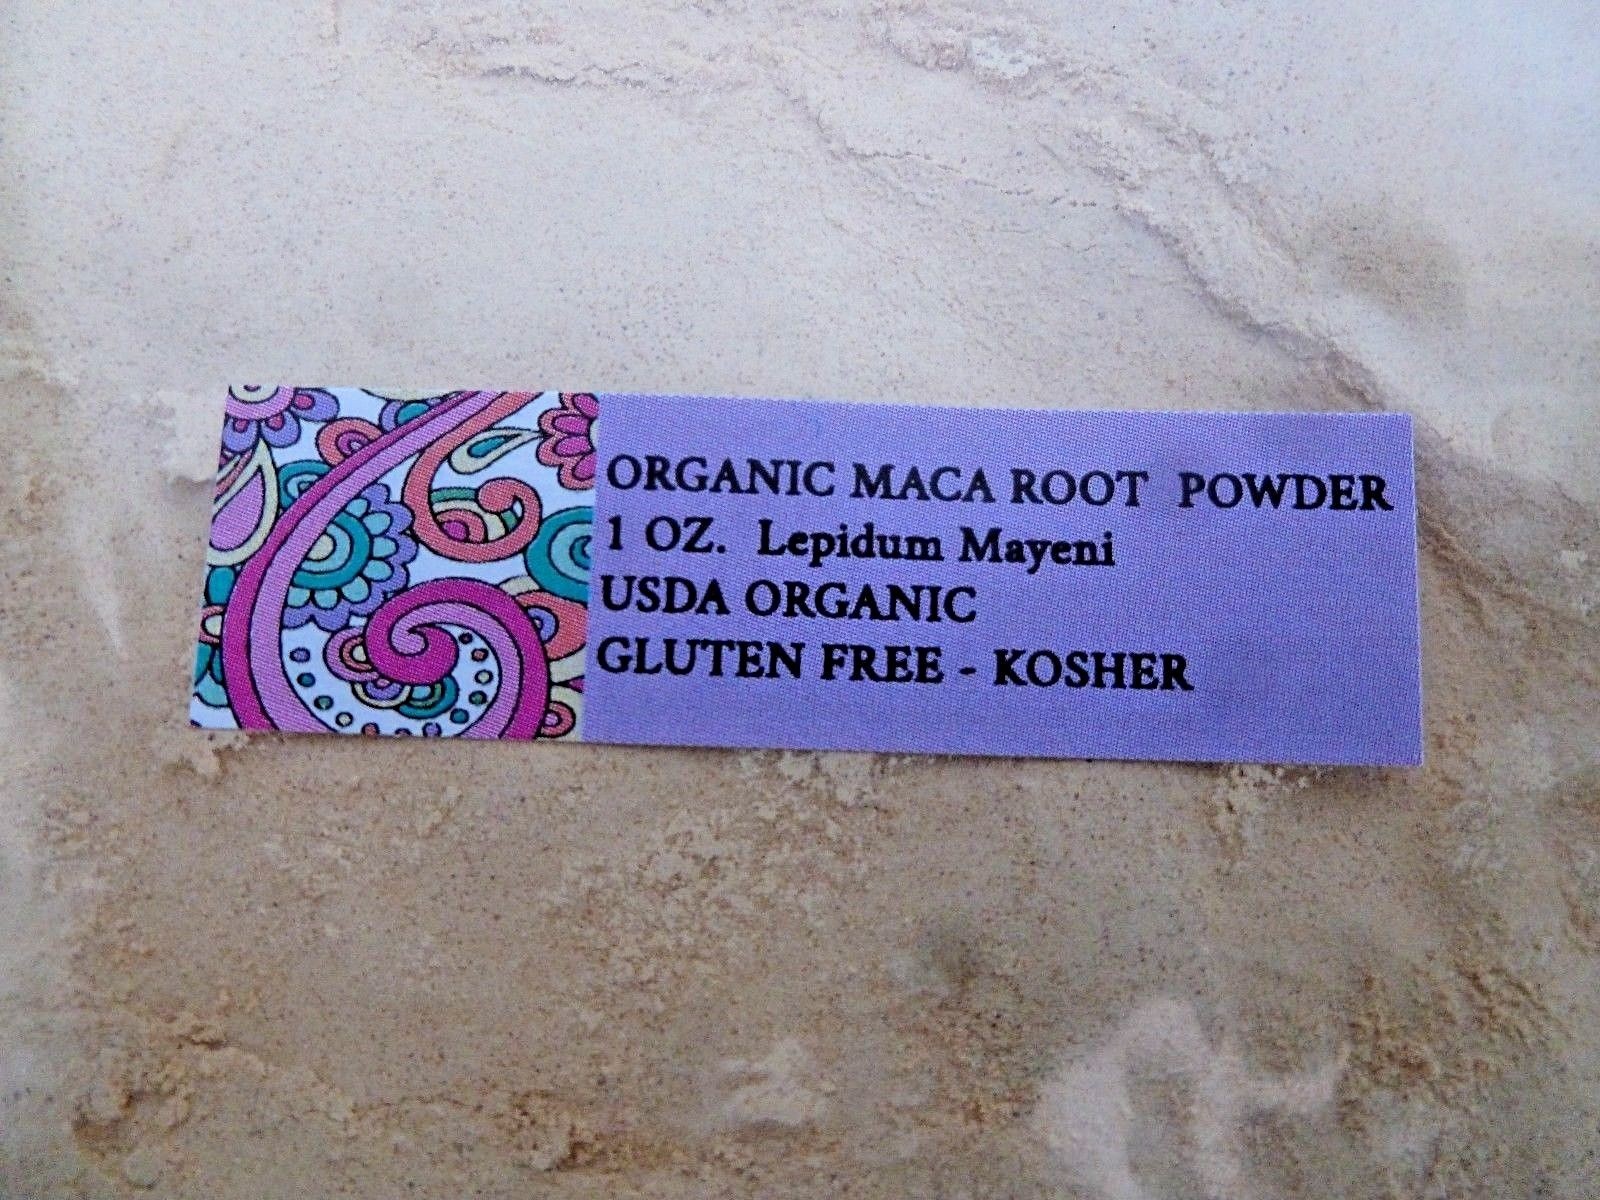 ORGANIC MACA ROOT POWDER
1 OZ. Lepidum Mayeni
USDA ORGANIC
GLUTEN FREE - KOSHER